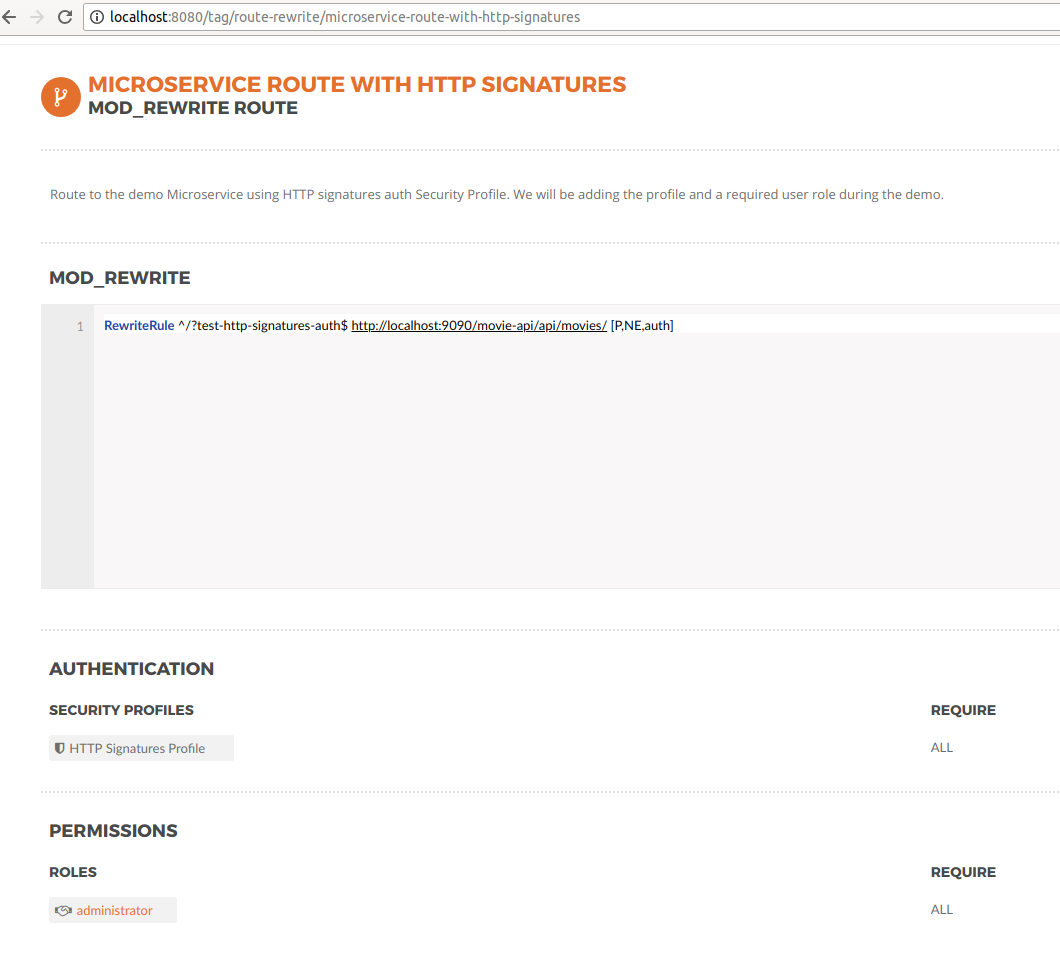 localhost:8080/tag/route-rewrite/microservice-route-with-http-signatures
MICROSERVICE ROUTE WITH HTTP SIGNATURES
MOD_REWRITE ROUTE
Route to the demo Microservice using HTTP signatures auth Security Profile. We will be adding the profile and a required user role during the demo.
MOD_REWRITE
1 RewriteRule ^/?test-http-signatures-auth$ http://localhost:9090/movie-api/api/movies/ [P,NE,auth]
AUTHENTICATION
SECURITY PROFILES REQUIRE
HTTP Signatures Profile ALL
PERMISSIONS
ROLES REQUIRE
administrator ALL